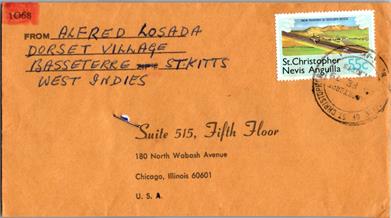 1068
FROM ALFRED LOSADA
DORSET VILLAGE
BASSETERRE ST.KITTS
WEST INDIES
St.Christopher
Nevis Anguilla
55c
Suite 515, Fifth Floor
180 North Wabash Avenue
Chicago, Illinois 60601
U. S. A.